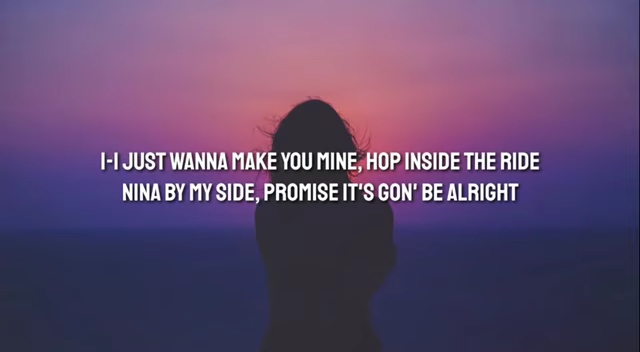 I-I JUST WANNA MAKE YOU MINE, HOP INSIDE THE RIDE
NINA BY MY SIDE, PROMISE IT'S GON' BE ALRIGHT